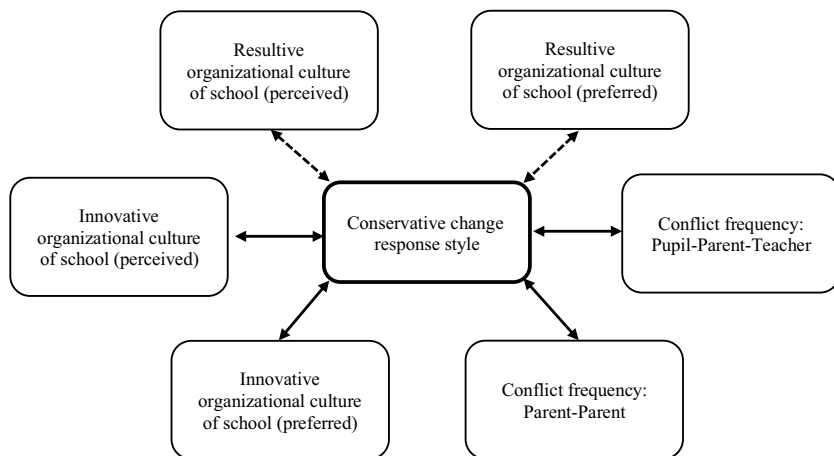 Resultive
organizational culture
of school (perceived)
Resultive
organizational culture
of school (preferred)
Innovative
organizational culture
of school (perceived)
Conservative change
response style
Conflict frequency:
Pupil-Parent-Teacher
Innovative
organizational culture
of school (preferred)
Conflict frequency:
Parent-Parent